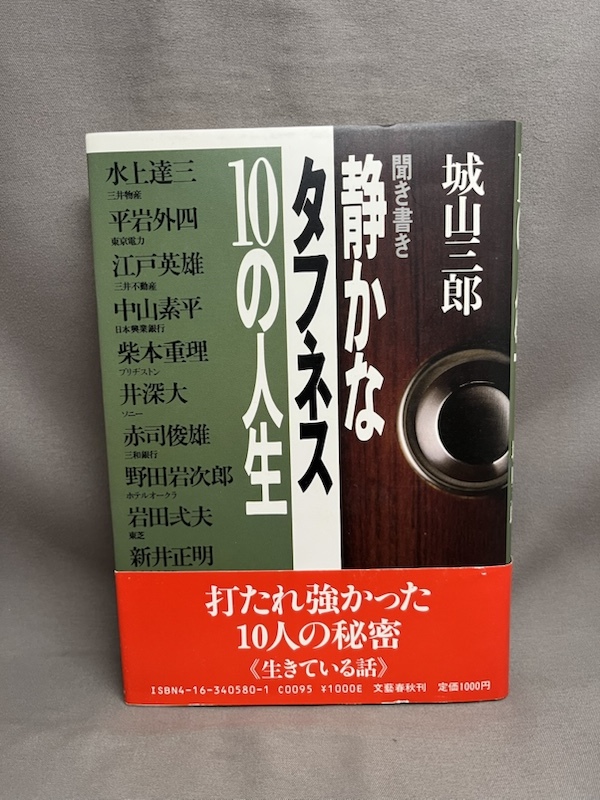 城山三郎
聞き書き
静かな
タフネス
10の人生
水上達三
三井物産
平岩外四
東京電力
江戸英雄
三井不動産
中山素平
日本興業銀行
柴本重理
ブリヂストン
井深大
ソニー
赤司俊雄
三和銀行
野田岩次郎
ホテルオークラ
岩田弌夫
東芝
新井正明
打たれ強かった
10人の秘密
《生きている話》
ISBN4-16-340580-1 C0095 ¥1000E 文藝春秋刊 定価1000円